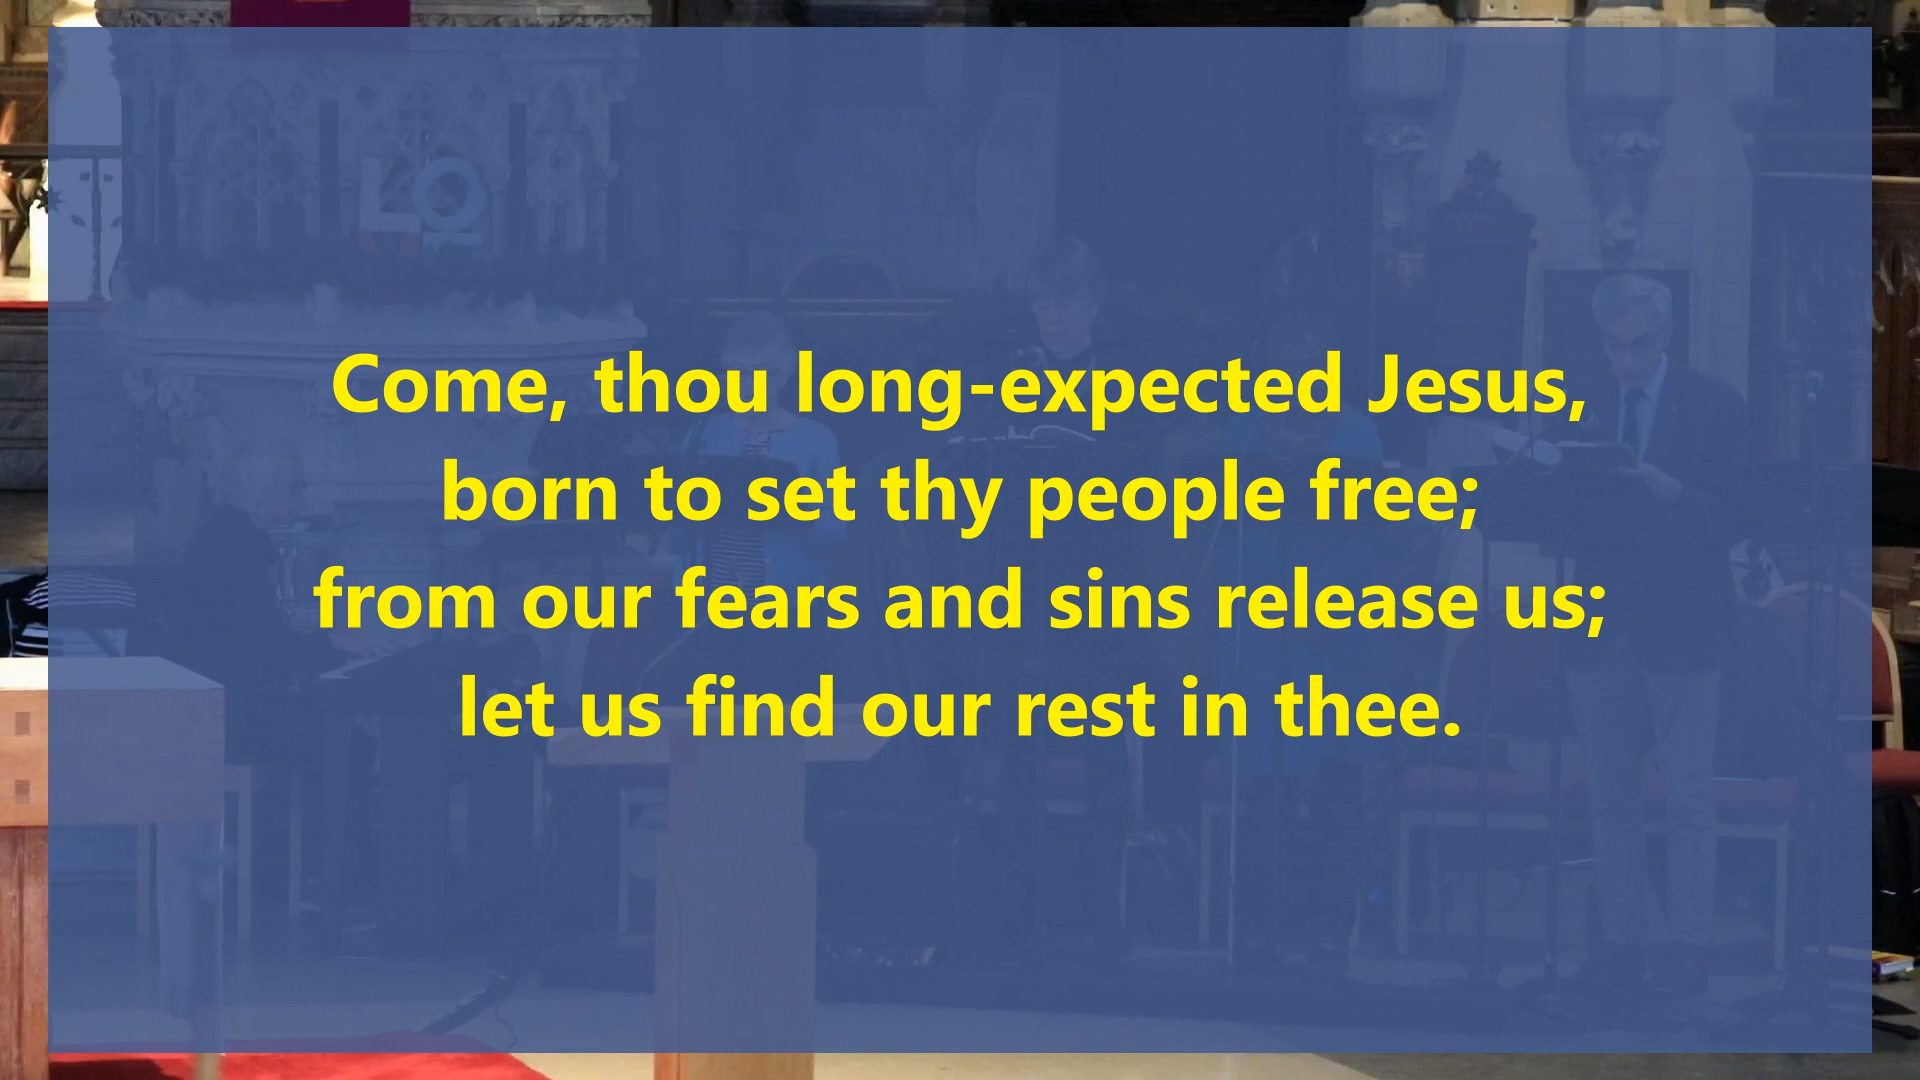 LO
Come, thou long-expected Jesus,
born to set thy people free;
from our fears and sins release us;
let us find our rest in thee.